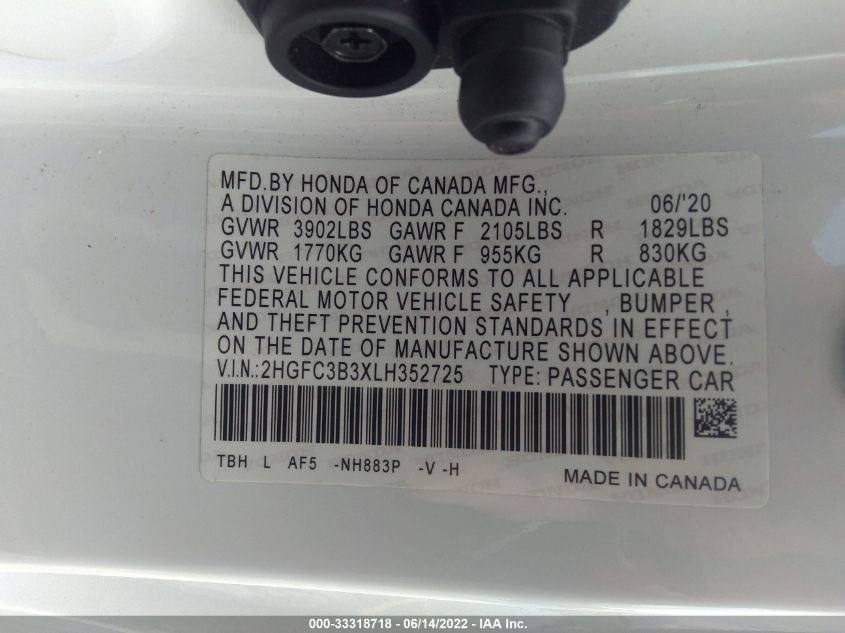 MFD.BY HONDA OF CANADA MFG.,
A DIVISION OF HONDA CANADA INC. 06/'20
GVWR 3902LBS GAWR F 2105LBS R 1829LBS
GVWR 1770KG GAWR F 955KG R 830KG
THIS VEHICLE CONFORMS TO ALL APPLICABLE
FEDERAL MOTOR VEHICLE SAFETY , BUMPER ,
AND THEFT PREVENTION STANDARDS IN EFFECT
ON THE DATE OF MANUFACTURE SHOWN ABOVE.
V.I.N.:2HGFC3B3XLH352725 TYPE: PASSENGER CAR
TBH L AF5 -NH883P -V -H
MADE IN CANADA
000-33318718 - 06/14/2022 - IAA Inc.